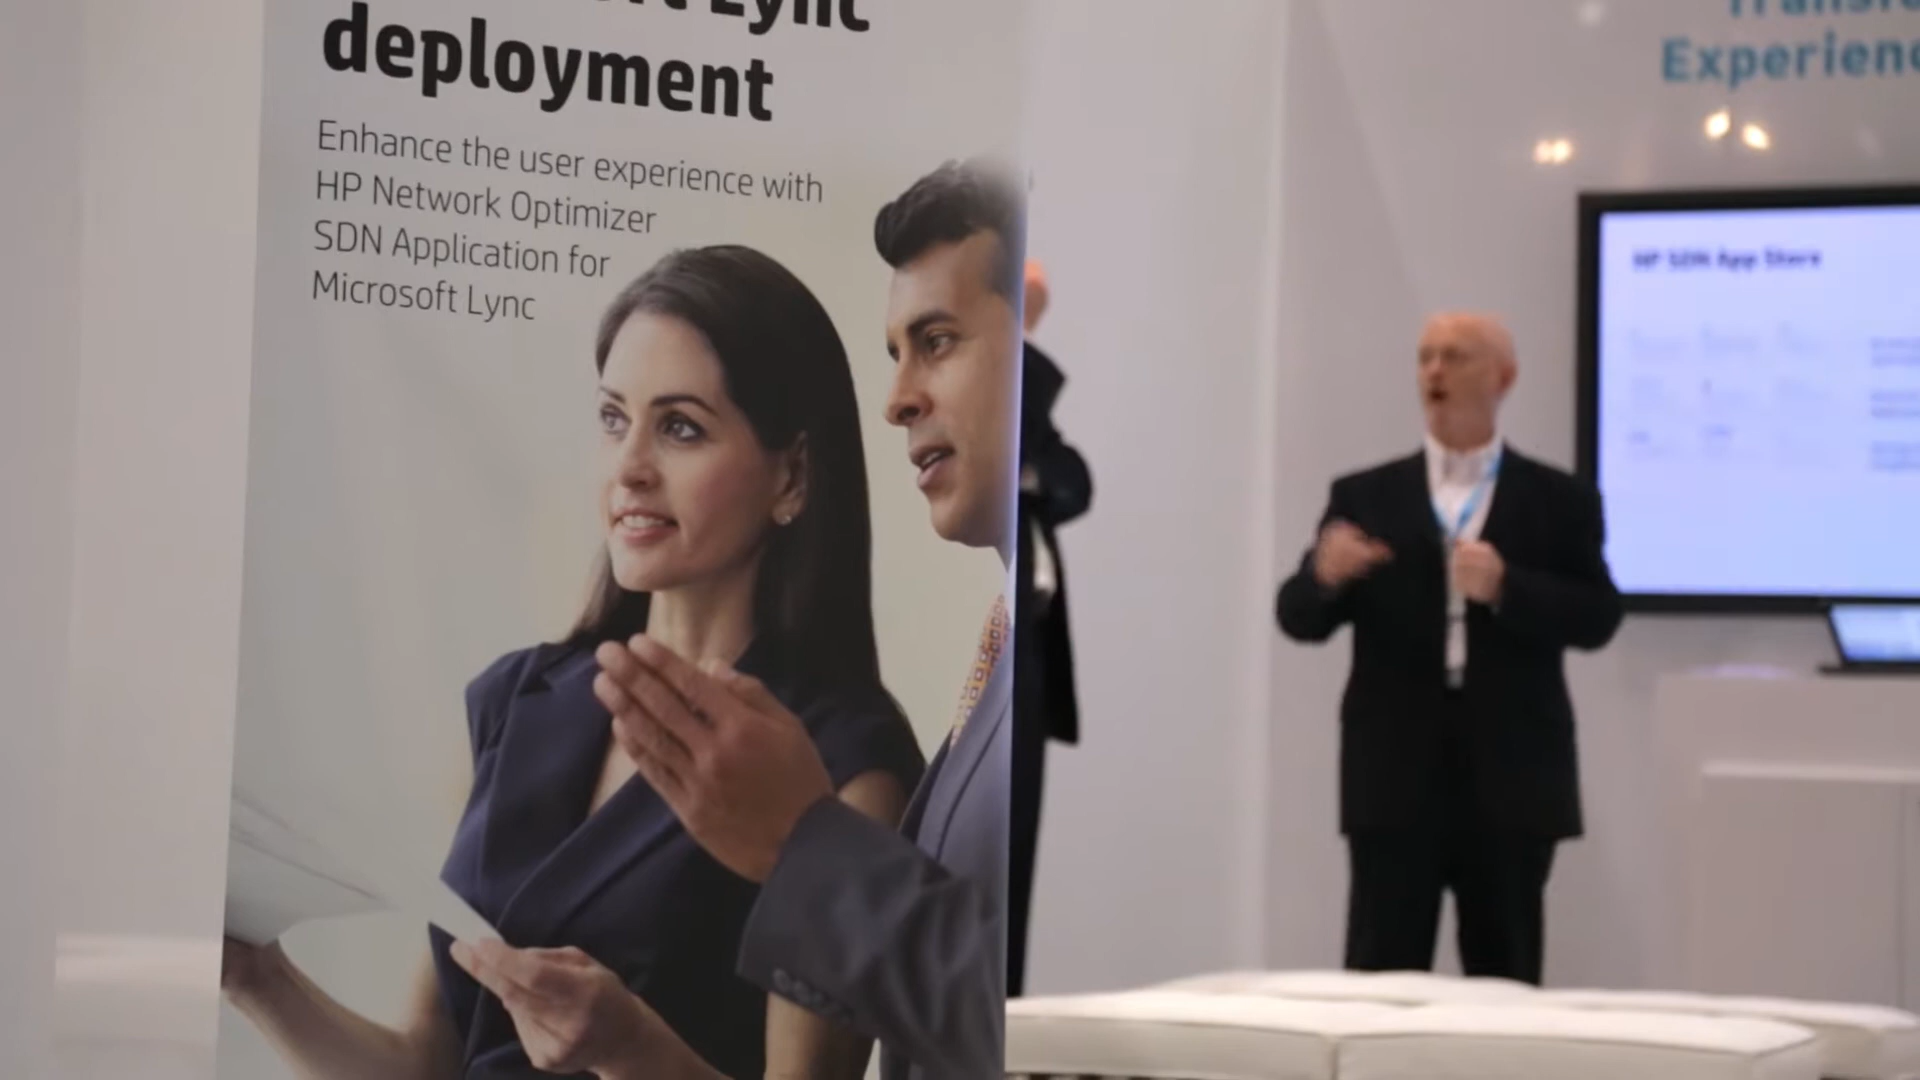 Lync
deployment
Enhance the user experience with
HP Network Optimizer
SDN Application for
Microsoft Lync
Experienc
HP SDN App Store